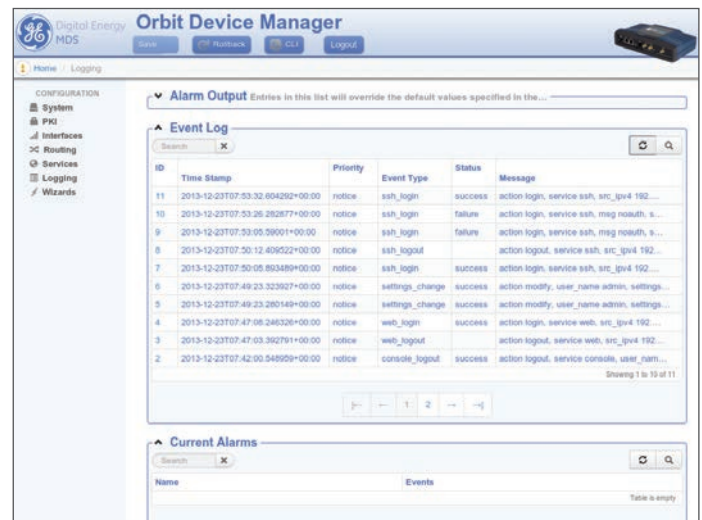 Digital Energy
MDS
Orbit Device Manager
Save
Rollback
CLI
Logout
Home / Logging
CONFIGURATION
System
PKI
Interfaces
Routing
Services
Logging
Wizards
Alarm Output Entries in this list will override the default values specified in the...
Event Log
Search
ID Time Stamp Priority Event Type Status Message
11 2013-12-23T07:53:32.604292+00:00 notice ssh_login success action login, service ssh, src_ipv4 192....
10 2013-12-23T07:53:26.282877+00:00 notice ssh_login failure action login, service ssh, msg noauth, s...
9 2013-12-23T07:53:05.59001+00:00 notice ssh_login failure action login, service ssh, msg noauth, s...
8 2013-12-23T07:50:12.409522+00:00 notice ssh_logout action logout, service ssh, src_ipv4 192...
7 2013-12-23T07:50:05.893489+00:00 notice ssh_login success action login, service ssh, src_ipv4 192....
6 2013-12-23T07:49:23.323927+00:00 notice settings_change success action modify, user_name admin, settings...
5 2013-12-23T07:49:23.280149+00:00 notice settings_change success action modify, user_name admin, settings...
4 2013-12-23T07:47:08.246326+00:00 notice web_login success action login, service web, src_ipv4 192....
3 2013-12-23T07:47:03.392791+00:00 notice web_logout success action logout, service web, src_ipv4 192...
2 2013-12-23T07:42:00.548959+00:00 notice console_logout success action logout, service console, user_nam...
Showing 1 to 10 of 11
1 2
Current Alarms
Search
Name Events
Table is empty